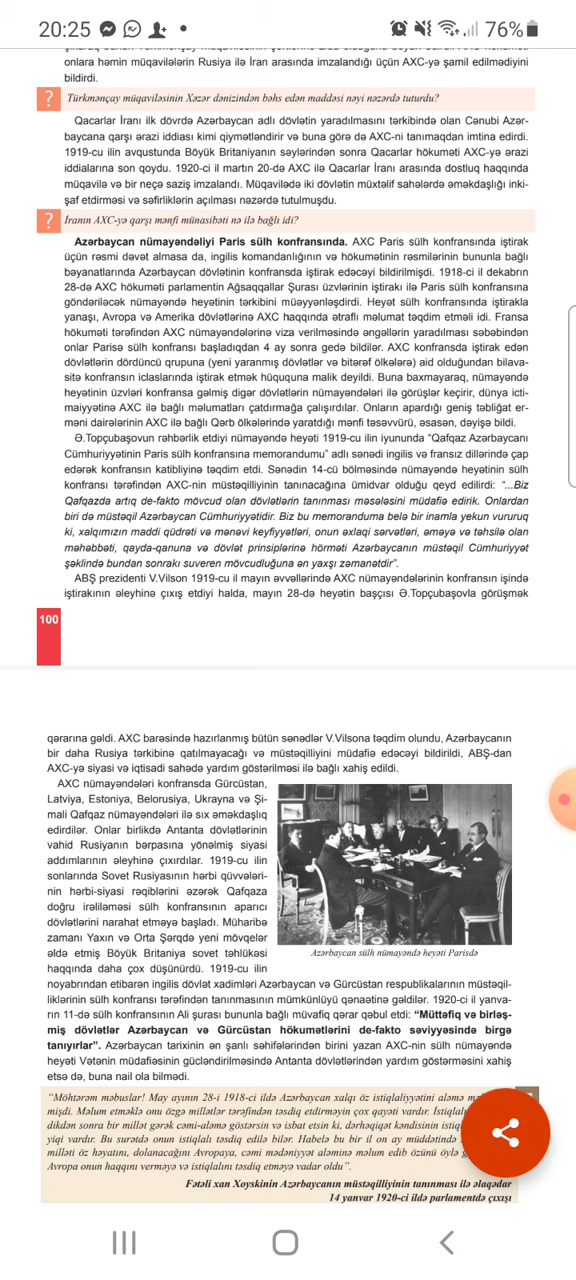 20:25
76%
onlara həmin müqavilələrin Rusiya ilə İran arasında imzalandığı üçün AXC-yə şamil edilmədiyini
bildirdi.
? Türkmənçay müqaviləsinin Xəzər dənizindən bəhs edən maddəsi nəyi nəzərdə tuturdu?
Qacarlar İranı ilk dövrdə Azərbaycan adlı dövlətin yaradılmasını tərkibində olan Cənubi Azər-
baycana qarşı ərazi iddiası kimi qiymətləndirir və buna görə də AXC-ni tanımaqdan imtina edirdi.
1919-cu ilin avqustunda Böyük Britaniyanın səylərindən sonra Qacarlar hökuməti AXC-yə ərazi
iddialarına son qoydu. 1920-ci il martın 20-də AXC ilə Qacarlar İranı arasında dostluq haqqında
müqavilə və bir neçə saziş imzalandı. Müqavilədə iki dövlətin müxtəlif sahələrdə əməkdaşlığı inki-
şaf etdirməsi və səfirliklərin açılması nəzərdə tutulmuşdu.
? İranın AXC-yə qarşı mənfi münasibəti nə ilə bağlı idi?
Azərbaycan nümayəndəliyi Paris sülh konfransında. AXC Paris sülh konfransında iştirak
üçün rəsmi dəvət almasa da, ingilis komandanlığının və hökumətinin rəsmilərinin bununla bağlı
bəyanatlarında Azərbaycan dövlətinin konfransda iştirak edəcəyi bildirilmişdi. 1918-ci il dekabrın
28-də AXC hökuməti parlamentin Ağsaqqallar Şurası üzvlərinin iştirakı ilə Paris sülh konfransına
göndəriləcək nümayəndə heyətinin tərkibini müəyyənləşdirdi. Heyət sülh konfransında iştirakla
yanaşı, Avropa və Amerika dövlətlərinə AXC haqqında ətraflı məlumat təqdim etməli idi. Fransa
hökuməti tərəfindən AXC nümayəndələrinə viza verilməsində əngəllərin yaradılması səbəbindən
onlar Parisə sülh konfransı başladıqdan 4 ay sonra gedə bildilər. AXC konfransda iştirak edən
dövlətlərin dördüncü qrupuna (yeni yaranmış dövlətlər və bitərəf ölkələrə) aid olduğundan bilava-
sitə konfransın iclaslarında iştirak etmək hüququna malik deyildi. Buna baxmayaraq, nümayəndə
heyətinin üzvləri konfransa gəlmiş digər dövlətlərin nümayəndələri ilə görüşlər keçirir, dünya icti-
maiyyətinə AXC ilə bağlı məlumatları çatdırmağa çalışırdılar. Onların apardığı geniş təbliğat er-
məni dairələrinin AXC ilə bağlı Qərb ölkələrində yaratdığı mənfi təsəvvürü, əsasən, dəyişə bildi.
Ə.Topçubaşovun rəhbərlik etdiyi nümayəndə heyəti 1919-cu ilin iyununda “Qafqaz Azərbaycanı
Cümhuriyyətinin Paris sülh konfransına memorandumu” adlı sənədi ingilis və fransız dillərində çap
edərək konfransın katibliyinə təqdim etdi. Sənədin 14-cü bölməsində nümayəndə heyətinin sülh
konfransı tərəfindən AXC-nin müstəqilliyinin tanınacağına ümidvar olduğu qeyd edilirdi: “...Biz
Qafqazda artıq de-fakto mövcud olan dövlətlərin tanınması məsələsini müdafiə edirik. Onlardan
biri də müstəqil Azərbaycan Cümhuriyyətidir. Biz bu memoranduma belə bir inamla yekun vururuq
ki, xalqımızın maddi qüdrəti və mənəvi keyfiyyətləri, onun əxlaqi sərvətləri, əməyə və təhsilə olan
məhəbbəti, qayda-qanuna və dövlət prinsiplərinə hörməti Azərbaycanın müstəqil Cümhuriyyət
şəklində bundan sonrakı suveren mövcudluğuna ən yaxşı zəmanətdir”.
ABŞ prezidenti V.Vilson 1919-cu il mayın əvvəllərində AXC nümayəndələrinin konfransın işində
iştirakının əleyhinə çıxış etdiyi halda, mayın 28-də heyətin başçısı Ə.Topçubaşovla görüşmək
100
qərarına gəldi. AXC barəsində hazırlanmış bütün sənədlər V.Vilsona təqdim olundu, Azərbaycanın
bir daha Rusiya tərkibinə qatılmayacağı və müstəqilliyini müdafiə edəcəyi bildirildi, ABŞ-dan
AXC-yə siyasi və iqtisadi sahədə yardım göstərilməsi ilə bağlı xahiş edildi.
AXC nümayəndələri konfransda Gürcüstan,
Latviya, Estoniya, Belorusiya, Ukrayna və Şi-
mali Qafqaz nümayəndələri ilə sıx əməkdaşlıq
edirdilər. Onlar birlikdə Antanta dövlətlərinin
vahid Rusiyanın bərpasına yönəlmiş siyasi
addımlarının əleyhinə çıxırdılar. 1919-cu ilin
sonlarında Sovet Rusiyasının hərbi qüvvələri-
nin hərbi-siyasi rəqiblərini əzərək Qafqaza
doğru irəliləməsi sülh konfransının aparıcı
dövlətlərini narahat etməyə başladı. Müharibə
zamanı Yaxın və Orta Şərqdə yeni mövqelər
əldə etmiş Böyük Britaniya sovet təhlükəsi
haqqında daha çox düşünürdü. 1919-cu ilin
Azərbaycan sülh nümayəndə heyəti Parisdə
noyabrından etibarən ingilis dövlət xadimləri Azərbaycan və Gürcüstan respublikalarının müstəqil-
liklərinin sülh konfransı tərəfindən tanınmasının mümkünlüyü qənaətinə gəldilər. 1920-ci il yanva-
rın 11-də sülh konfransının Ali şurası bununla bağlı müvafiq qərar qəbul etdi: “Müttəfiq və birləş-
miş dövlətlər Azərbaycan və Gürcüstan hökumətlərini de-fakto səviyyəsində birgə
tanıyırlar”. Azərbaycan tarixinin ən şanlı səhifələrindən birini yazan AXC-nin sülh nümayəndə
heyəti Vətənin müdafiəsinin gücləndirilməsində Antanta dövlətlərindən yardım göstərməsini xahiş
etsə də, buna nail ola bilmədi.
“Möhtərəm məbuslar! May ayının 28-i 1918-ci ildə Azərbaycan xalqı öz istiqlaliyyətini aləmə
mişdi. Məlum etməklə onu özgə millətlər tərəfindən təsdiq etdirməyin çox qayəti vardır.
dikdən sonra bir millət gərək cəmi-aləmə göstərsin və isbat etsin ki, dərhəqiqət kəndisinin
yiqi vardır. Bu surətdə onun istiqlalı təsdiq edilə bilər. Habelə bu bir il on ay müddətində
milləti öz həyatını, dolanacağını Avropaya, cəmi mədəniyyət aləminə məlum edib özünü öylə
Avropa onun haqqını verməyə və istiqlalını təsdiq etməyə vadar oldu”.
Fətəli xan Xoyskinin Azərbaycanın müstəqilliyinin tanınması ilə əlaqədar
14 yanvar 1920-ci ildə parlamentdə çıxışı